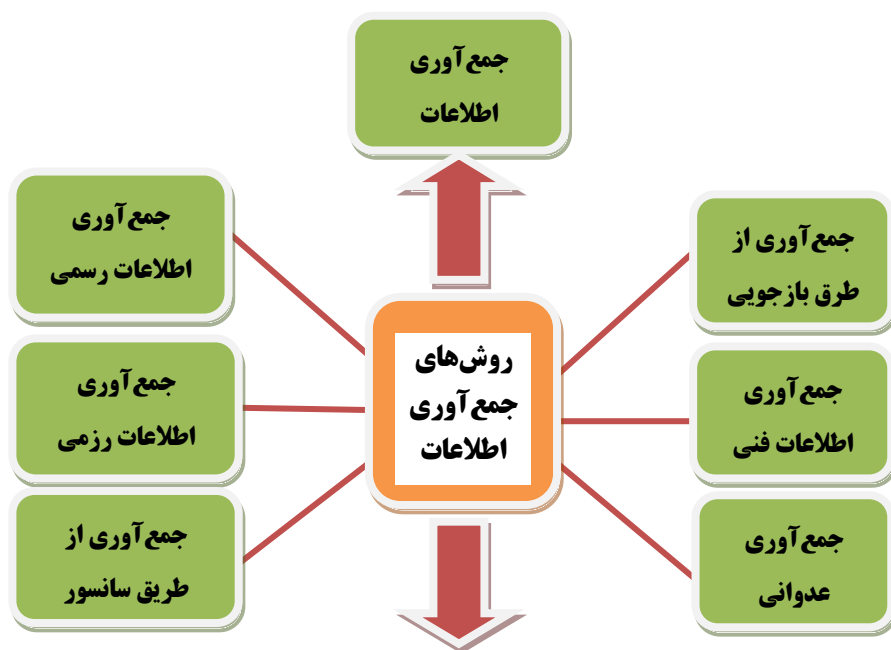 جمع‌آوری
اطلاعات
جمع‌آوری از
طرق بازجویی
جمع‌آوری
اطلاعات رسمی
روش‌های
جمع‌آوری
اطلاعات
جمع‌آوری
اطلاعات فنی
جمع‌آوری
اطلاعات رزمی
جمع‌آوری
عدوانی
جمع‌آوری از
طریق سانسور